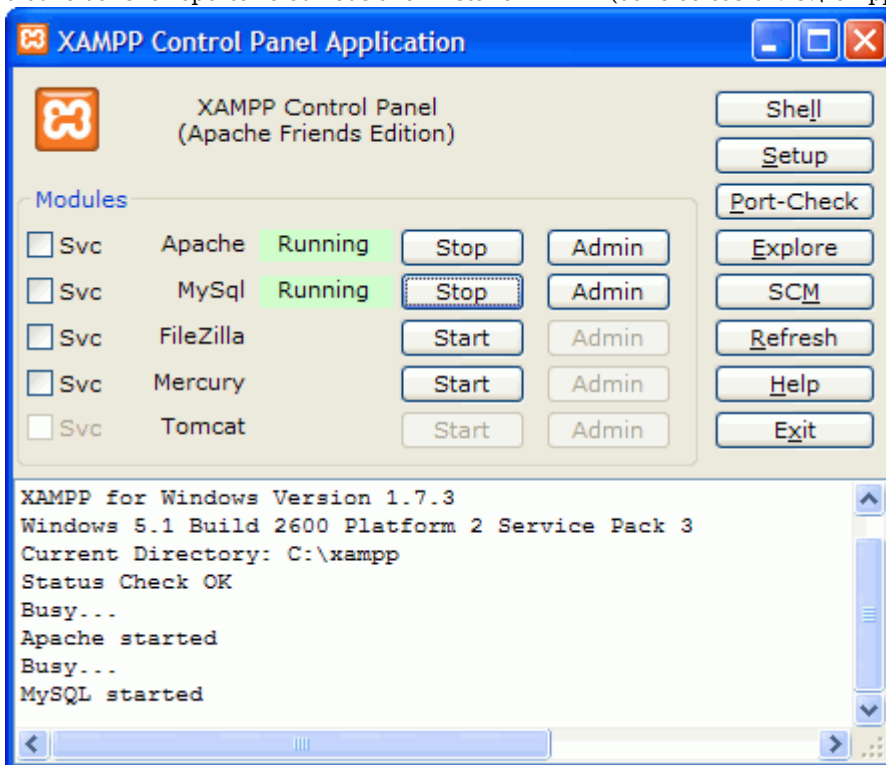 XAMPP Control Panel Application
XAMPP Control Panel
(Apache Friends Edition)
Shell
Setup
Port-Check
Explore
SCM
Refresh
Help
Exit
Modules
Svc Apache Running Stop Admin
Svc MySql Running Stop Admin
Svc FileZilla Start Admin
Svc Mercury Start Admin
Svc Tomcat Start Admin
XAMPP for Windows Version 1.7.3
Windows 5.1 Build 2600 Platform 2 Service Pack 3
Current Directory: C:\xampp
Status Check OK
Busy...
Apache started
Busy...
MySQL started